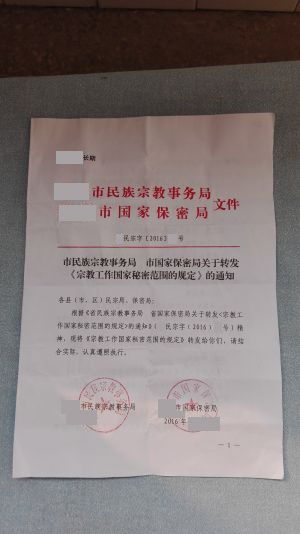 长期
市民族宗教事务局
市国家保密局
文件
民宗字〔2016〕 号
市民族宗教事务局 市国家保密局关于转发
《宗教工作国家秘密范围的规定》的通知
各县（市、区）民宗局、保密局：
根据《省民族宗教事务局 省国家保密局关于转发<宗教工
作国家秘密范围的规定>的通知》（ 民宗字（2016） 号）精
神，现将《宗教工作国家秘密范围的规定》转发给你们，请结
合实际，认真遵照执行。
市民族宗教事务局
市国家保密局
2016 年
— 1 —